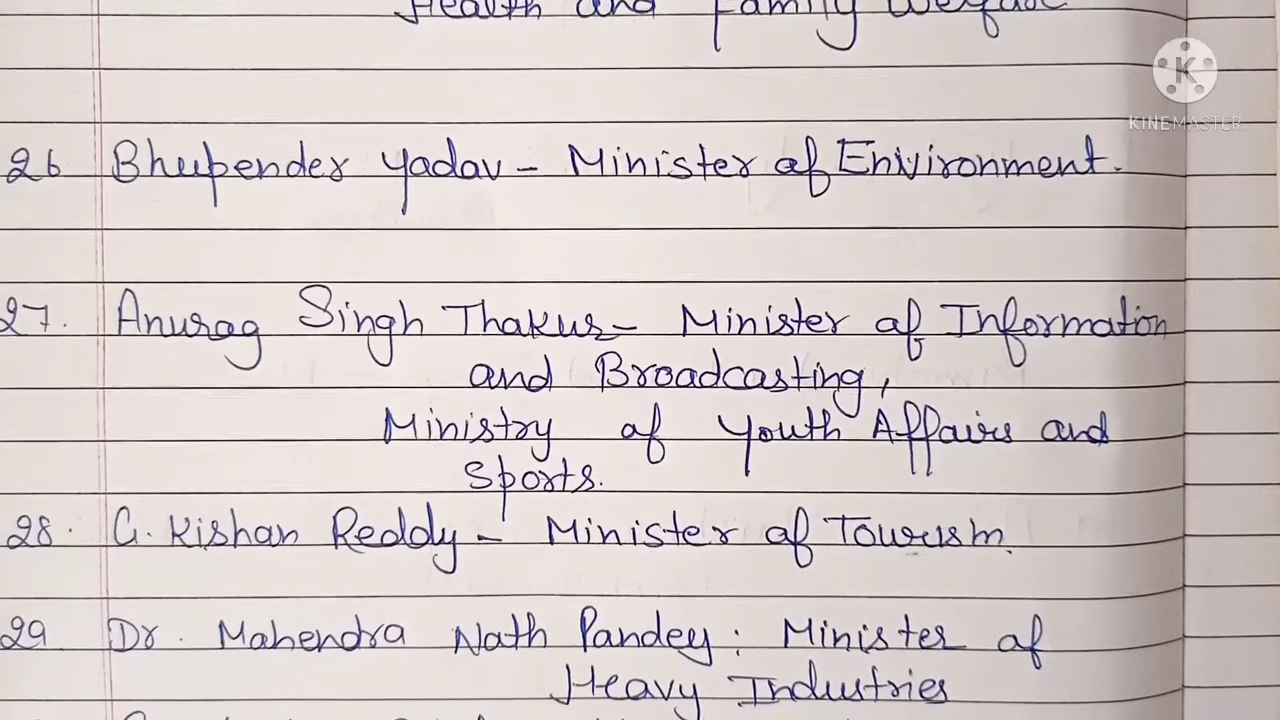 Health and Family Welfare
K
KINEMASTER
26 Bhupender Yadav - Minister of Environment.
27. Anurag Singh Thakur - Minister of Information
and Broadcasting,
Ministry of Youth Affairs and
Sports.
28. G. Kishan Reddy - Minister of Tourism.
29 Dr. Mahendra Nath Pandey: Minister of
Heavy Industries